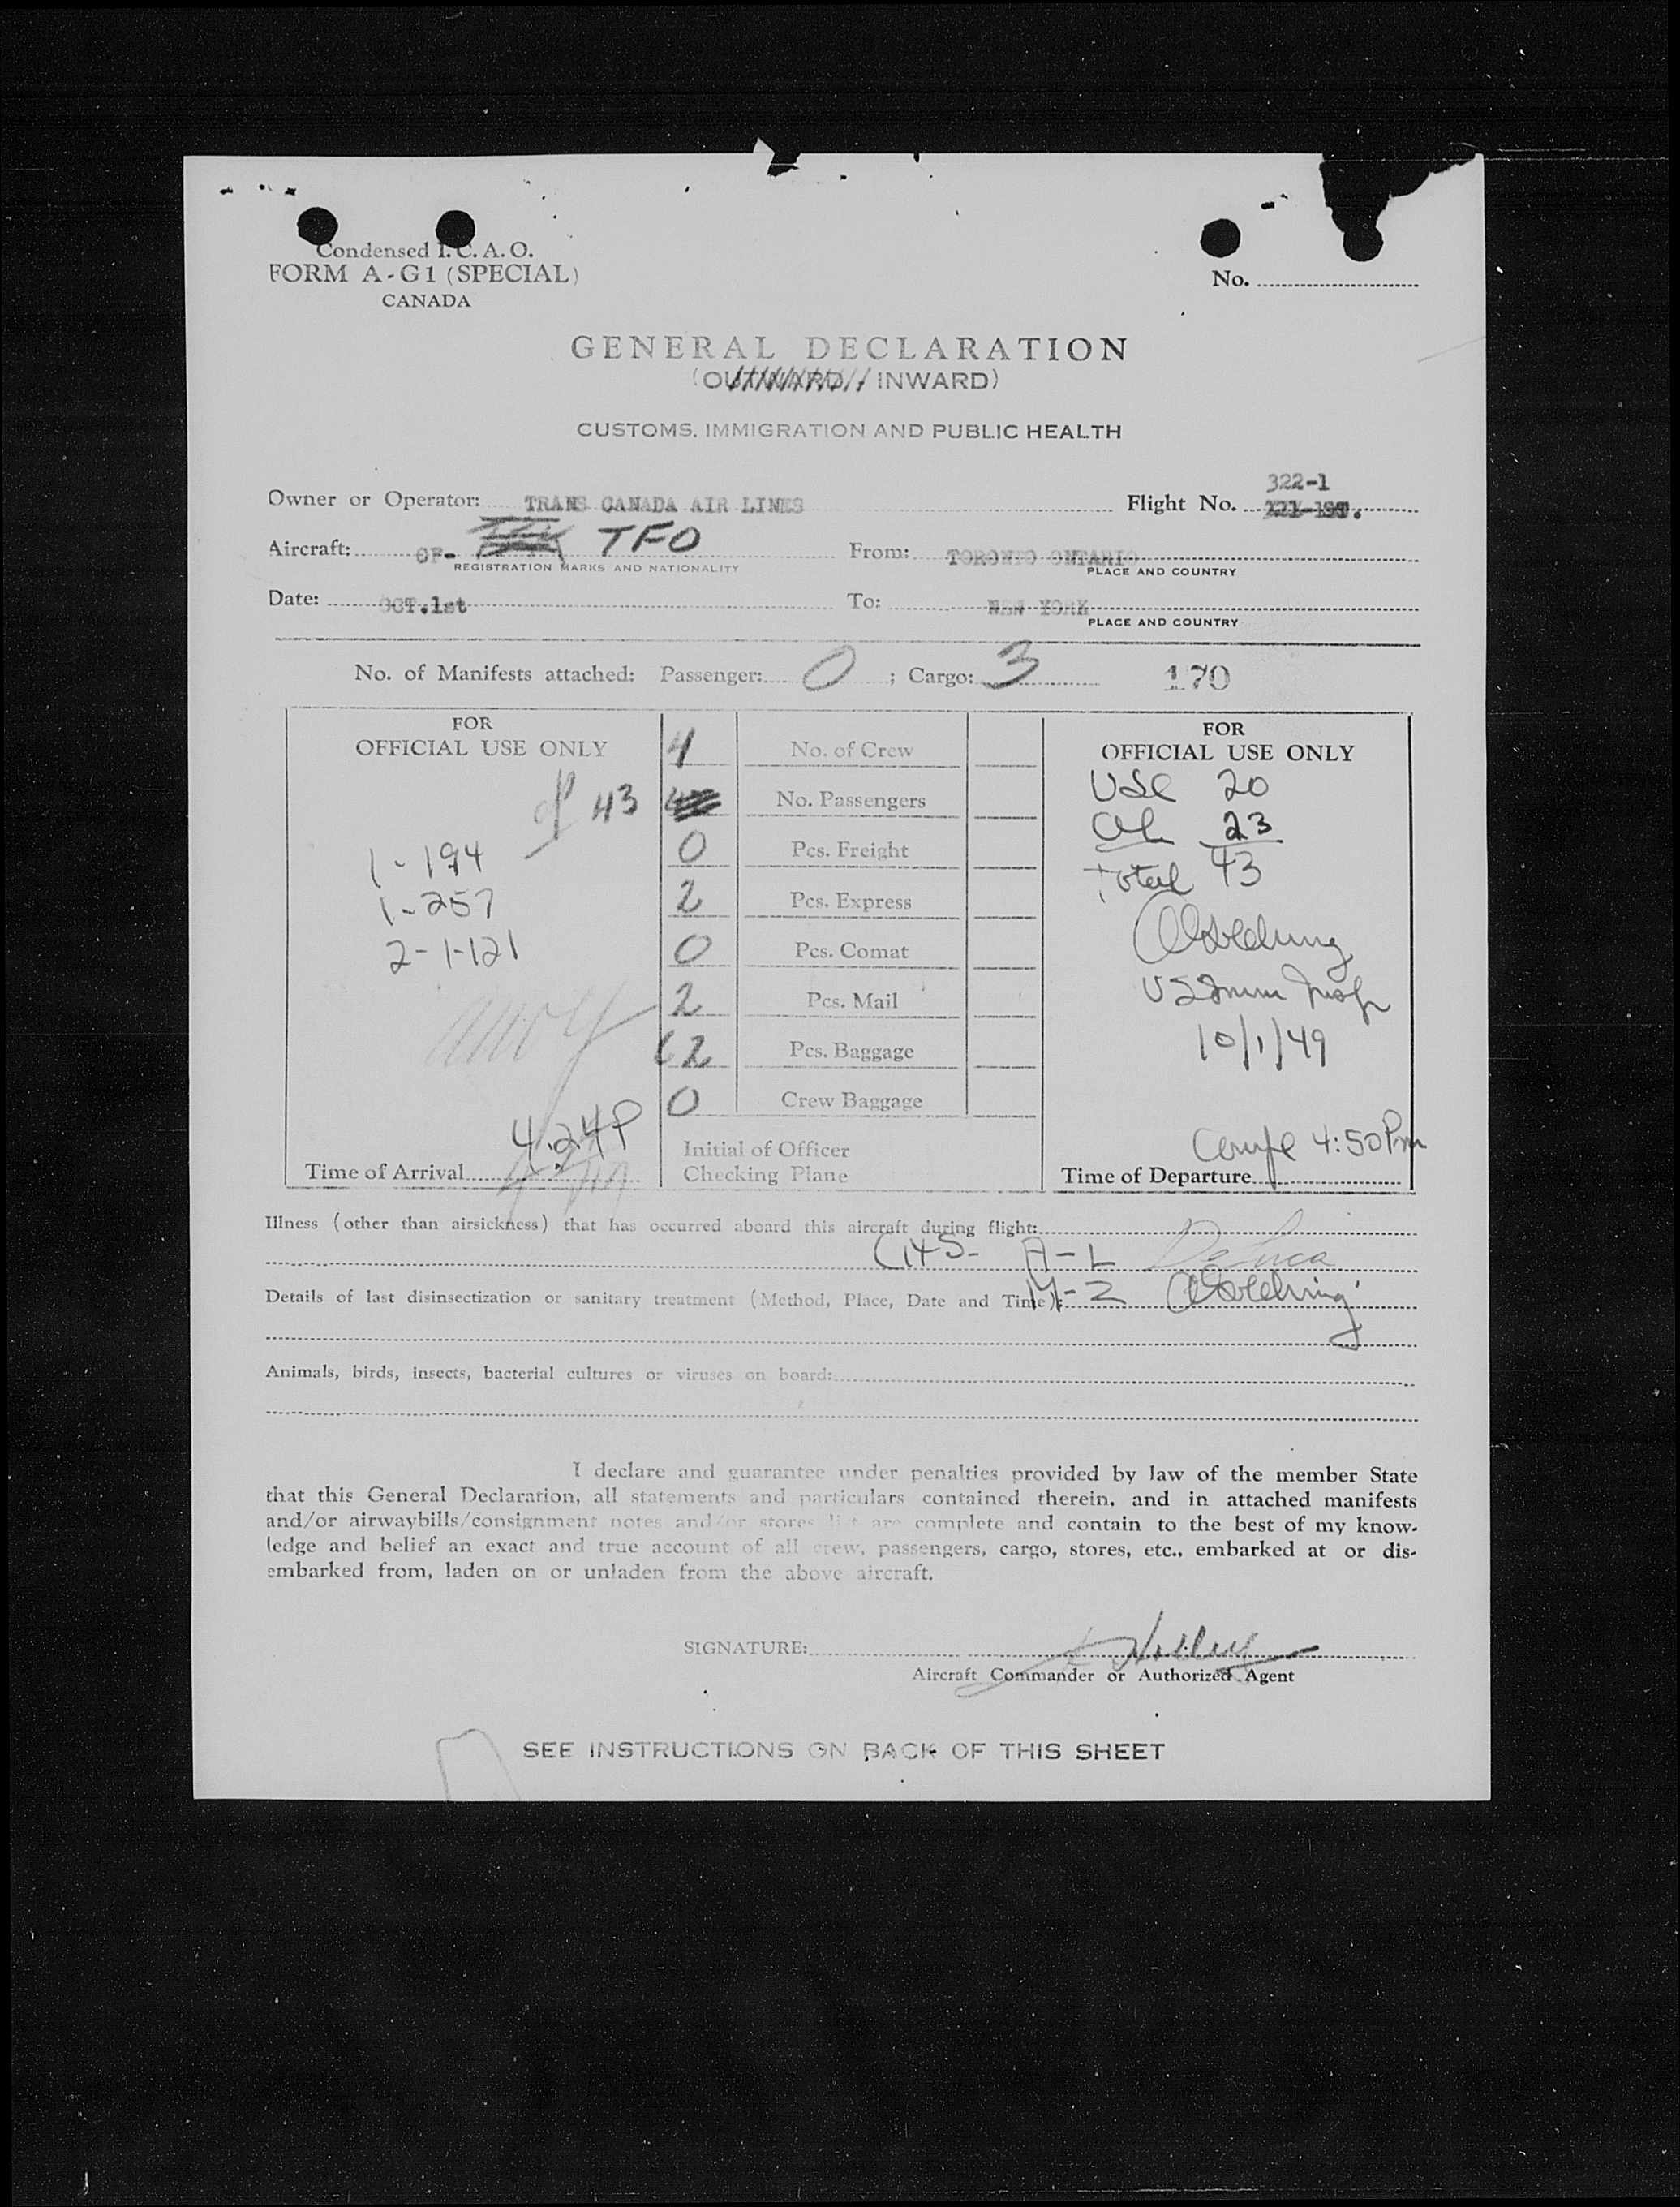 Condensed I. C. A. O.
FORM A-G1 (SPECIAL)
CANADA
No.
GENERAL DECLARATION
(OUTWARD / INWARD)
CUSTOMS, IMMIGRATION AND PUBLIC HEALTH
322-1
Owner or Operator: TRANS CANADA AIR LINES Flight No.
Aircraft: CF- TFO From: TORONTO ONTARIO
REGISTRATION MARKS AND NATIONALITY PLACE AND COUNTRY
Date: OCT.1st To: NEW YORK
PLACE AND COUNTRY
No. of Manifests attached: Passenger: 0 ; Cargo: 3 170
FOR OFFICIAL USE ONLY
4 No. of Crew
43 No. Passengers
0 Pcs. Freight
2 Pcs. Express
0 Pcs. Comat
2 Pcs. Mail
62 Pcs. Baggage
0 Crew Baggage
1-194
1-257
2-1-121
4.24P
Time of Arrival
Initial of Officer
Checking Plane
FOR
OFFICIAL USE ONLY
USC 20
23
Total 43
US Imm Insp
10/1/49
4:50 Pm
Time of Departure
Illness (other than airsickness) that has occurred aboard this aircraft during flight:
A-L DeLuca
Details of last disinsectization or sanitary treatment (Method, Place, Date and Time): M-Z
Animals, birds, insects, bacterial cultures or viruses on board:
I declare and guarantee under penalties provided by law of the member State
that this General Declaration, all statements and particulars contained therein, and in attached manifests
and/or airwaybills/consignment notes and/or stores list are complete and contain to the best of my know-
ledge and belief an exact and true account of all crew, passengers, cargo, stores, etc., embarked at or dis-
embarked from, laden on or unladen from the above aircraft.
SIGNATURE:
Aircraft Commander or Authorized Agent
SEE INSTRUCTIONS ON BACK OF THIS SHEET